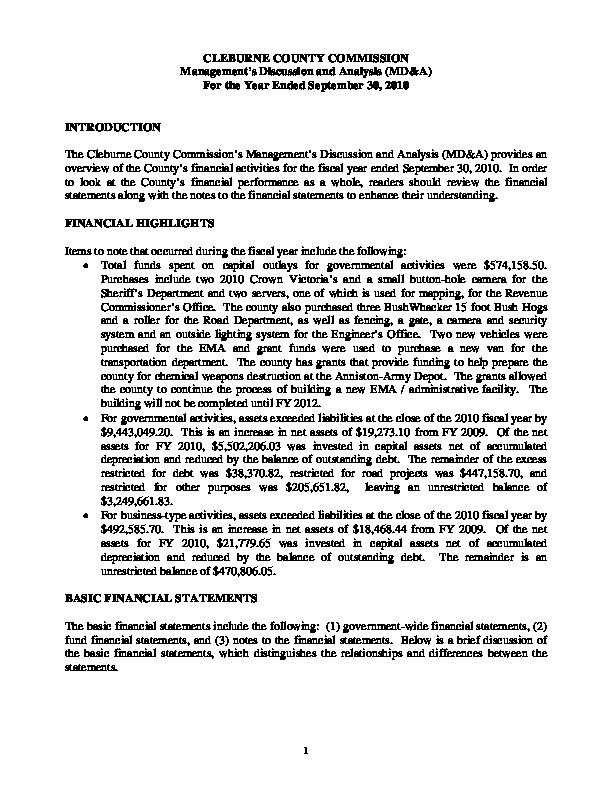 CLEBURNE COUNTY COMMISSION
Management's Discussion and Analysis (MD&A)
For the Year Ended September 30, 2010
INTRODUCTION
The Cleburne County Commission's Management's Discussion and Analysis (MD&A) provides an
overview of the County's financial activities for the fiscal year ended September 30, 2010. In order
to look at the County's financial performance as a whole, readers should review the financial
statements along with the notes to the financial statements to enhance their understanding.
FINANCIAL HIGHLIGHTS
Items to note that occurred during the fiscal year include the following:
• Total funds spent on capital outlays for governmental activities were $574,158.50.
Purchases include two 2010 Crown Victoria's and a small button-hole camera for the
Sheriff's Department and two servers, one of which is used for mapping, for the Revenue
Commissioner's Office. The county also purchased three BushWhacker 15 foot Bush Hogs
and a roller for the Road Department, as well as fencing, a gate, a camera and security
system and an outside lighting system for the Engineer's Office. Two new vehicles were
purchased for the EMA and grant funds were used to purchase a new van for the
transportation department. The county has grants that provide funding to help prepare the
county for chemical weapons destruction at the Anniston-Army Depot. The grants allowed
the county to continue the process of building a new EMA / administrative facility. The
building will not be completed until FY 2012.
• For governmental activities, assets exceeded liabilities at the close of the 2010 fiscal year by
$9,443,049.20. This is an increase in net assets of $19,273.10 from FY 2009. Of the net
assets for FY 2010, $5,502,206.03 was invested in capital assets net of accumulated
depreciation and reduced by the balance of outstanding debt. The remainder of the excess
restricted for debt was $38,370.82, restricted for road projects was $447,158.70, and
restricted for other purposes was $205,651.82, leaving an unrestricted balance of
$3,249,661.83.
• For business-type activities, assets exceeded liabilities at the close of the 2010 fiscal year by
$492,585.70. This is an increase in net assets of $18,468.44 from FY 2009. Of the net
assets for FY 2010, $21,779.65 was invested in capital assets net of accumulated
depreciation and reduced by the balance of outstanding debt. The remainder is an
unrestricted balance of $470,806.05.
BASIC FINANCIAL STATEMENTS
The basic financial statements include the following: (1) government-wide financial statements, (2)
fund financial statements, and (3) notes to the financial statements. Below is a brief discussion of
the basic financial statements, which distinguishes the relationships and differences between the
statements.
1